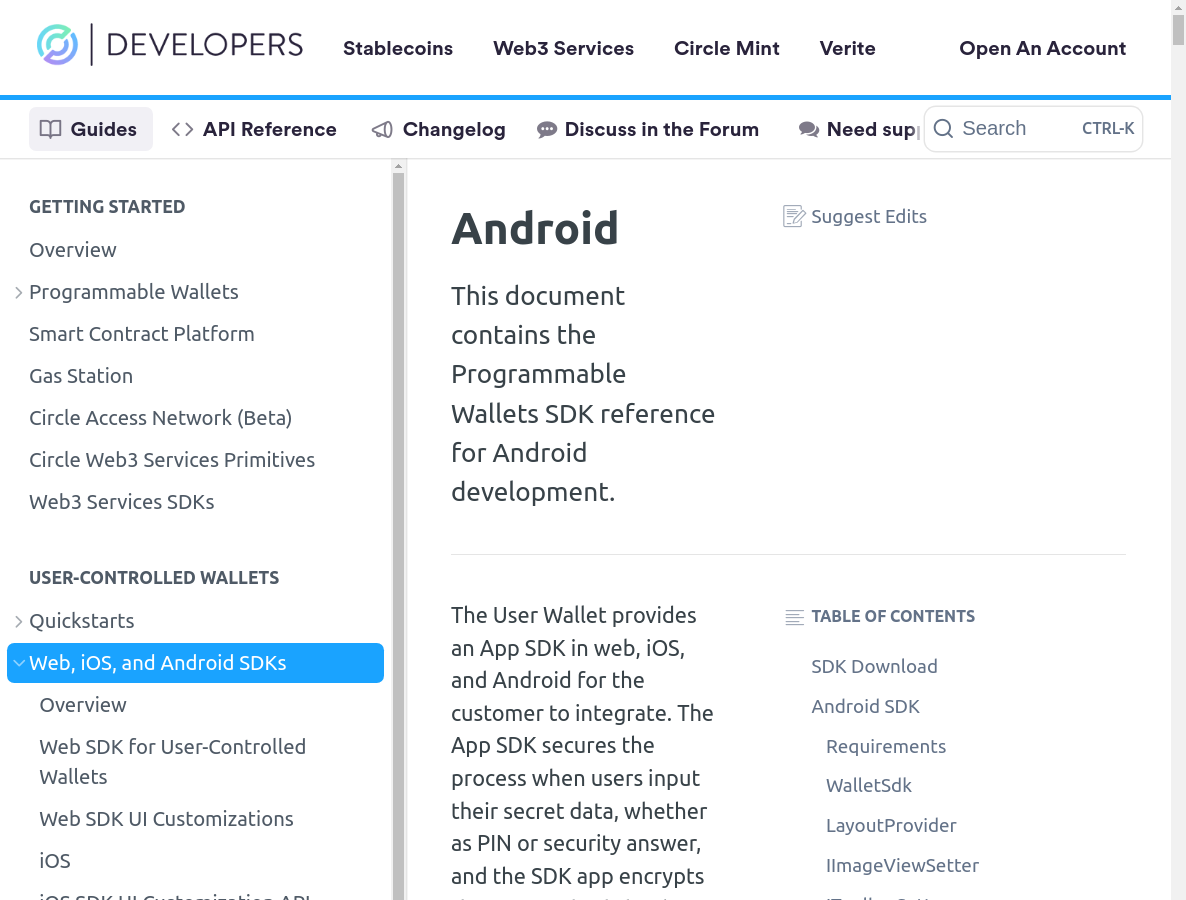 DEVELOPERS
Stablecoins
Web3 Services
Circle Mint
Verite
Open An Account
Guides
API Reference
Changelog
Discuss in the Forum
Need sup
Search
CTRL-K
GETTING STARTED
Overview
Programmable Wallets
Smart Contract Platform
Gas Station
Circle Access Network (Beta)
Circle Web3 Services Primitives
Web3 Services SDKs
USER-CONTROLLED WALLETS
Quickstarts
Web, iOS, and Android SDKs
Overview
Web SDK for User-Controlled
Wallets
Web SDK UI Customizations
iOS
iOS SDK UI Customization API
Android
Suggest Edits
This document
contains the
Programmable
Wallets SDK reference
for Android
development.
The User Wallet provides
an App SDK in web, iOS,
and Android for the
customer to integrate. The
App SDK secures the
process when users input
their secret data, whether
as PIN or security answer,
and the SDK app encrypts
TABLE OF CONTENTS
SDK Download
Android SDK
Requirements
WalletSdk
LayoutProvider
IImageViewSetter